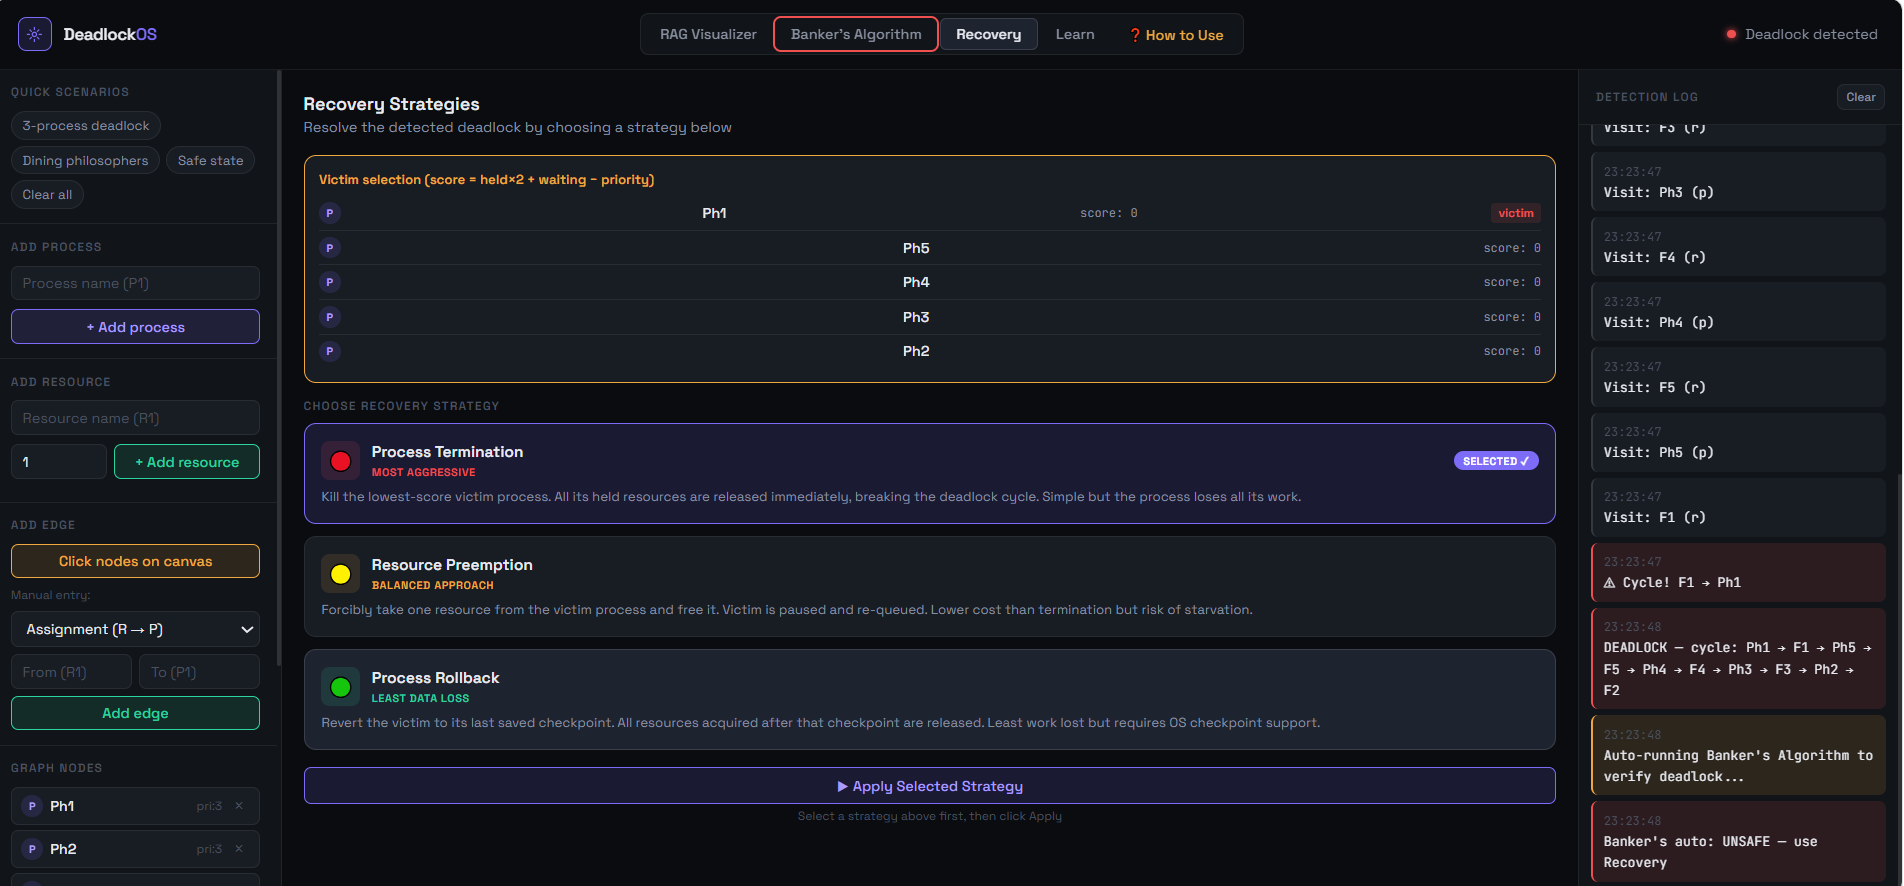 DeadlockOS
RAG Visualizer
Banker's Algorithm
Recovery
Learn
❓ How to Use
Deadlock detected
QUICK SCENARIOS
3-process deadlock
Dining philosophers
Safe state
Clear all
ADD PROCESS
Process name (P1)
+ Add process
ADD RESOURCE
Resource name (R1)
1
+ Add resource
ADD EDGE
Click nodes on canvas
Manual entry:
Assignment (R → P)
From (R1)
To (P1)
Add edge
GRAPH NODES
P Ph1 pri:3 ×
P Ph2 pri:3 ×
Recovery Strategies
Resolve the detected deadlock by choosing a strategy below
Victim selection (score = held×2 + waiting − priority)
P Ph1 score: 0 victim
P Ph5 score: 0
P Ph4 score: 0
P Ph3 score: 0
P Ph2 score: 0
CHOOSE RECOVERY STRATEGY
Process Termination
MOST AGGRESSIVE
SELECTED ✓
Kill the lowest-score victim process. All its held resources are released immediately, breaking the deadlock cycle. Simple but the process loses all its work.
Resource Preemption
BALANCED APPROACH
Forcibly take one resource from the victim process and free it. Victim is paused and re-queued. Lower cost than termination but risk of starvation.
Process Rollback
LEAST DATA LOSS
Revert the victim to its last saved checkpoint. All resources acquired after that checkpoint are released. Least work lost but requires OS checkpoint support.
▶ Apply Selected Strategy
Select a strategy above first, then click Apply
DETECTION LOG
Clear
Visit: F3 (r)
23:23:47
Visit: Ph3 (p)
23:23:47
Visit: F4 (r)
23:23:47
Visit: Ph4 (p)
23:23:47
Visit: F5 (r)
23:23:47
Visit: Ph5 (p)
23:23:47
Visit: F1 (r)
23:23:47
⚠ Cycle! F1 → Ph1
23:23:48
DEADLOCK — cycle: Ph1 → F1 → Ph5 →
F5 → Ph4 → F4 → Ph3 → F3 → Ph2 →
F2
23:23:48
Auto-running Banker's Algorithm to
verify deadlock...
23:23:48
Banker's auto: UNSAFE — use
Recovery